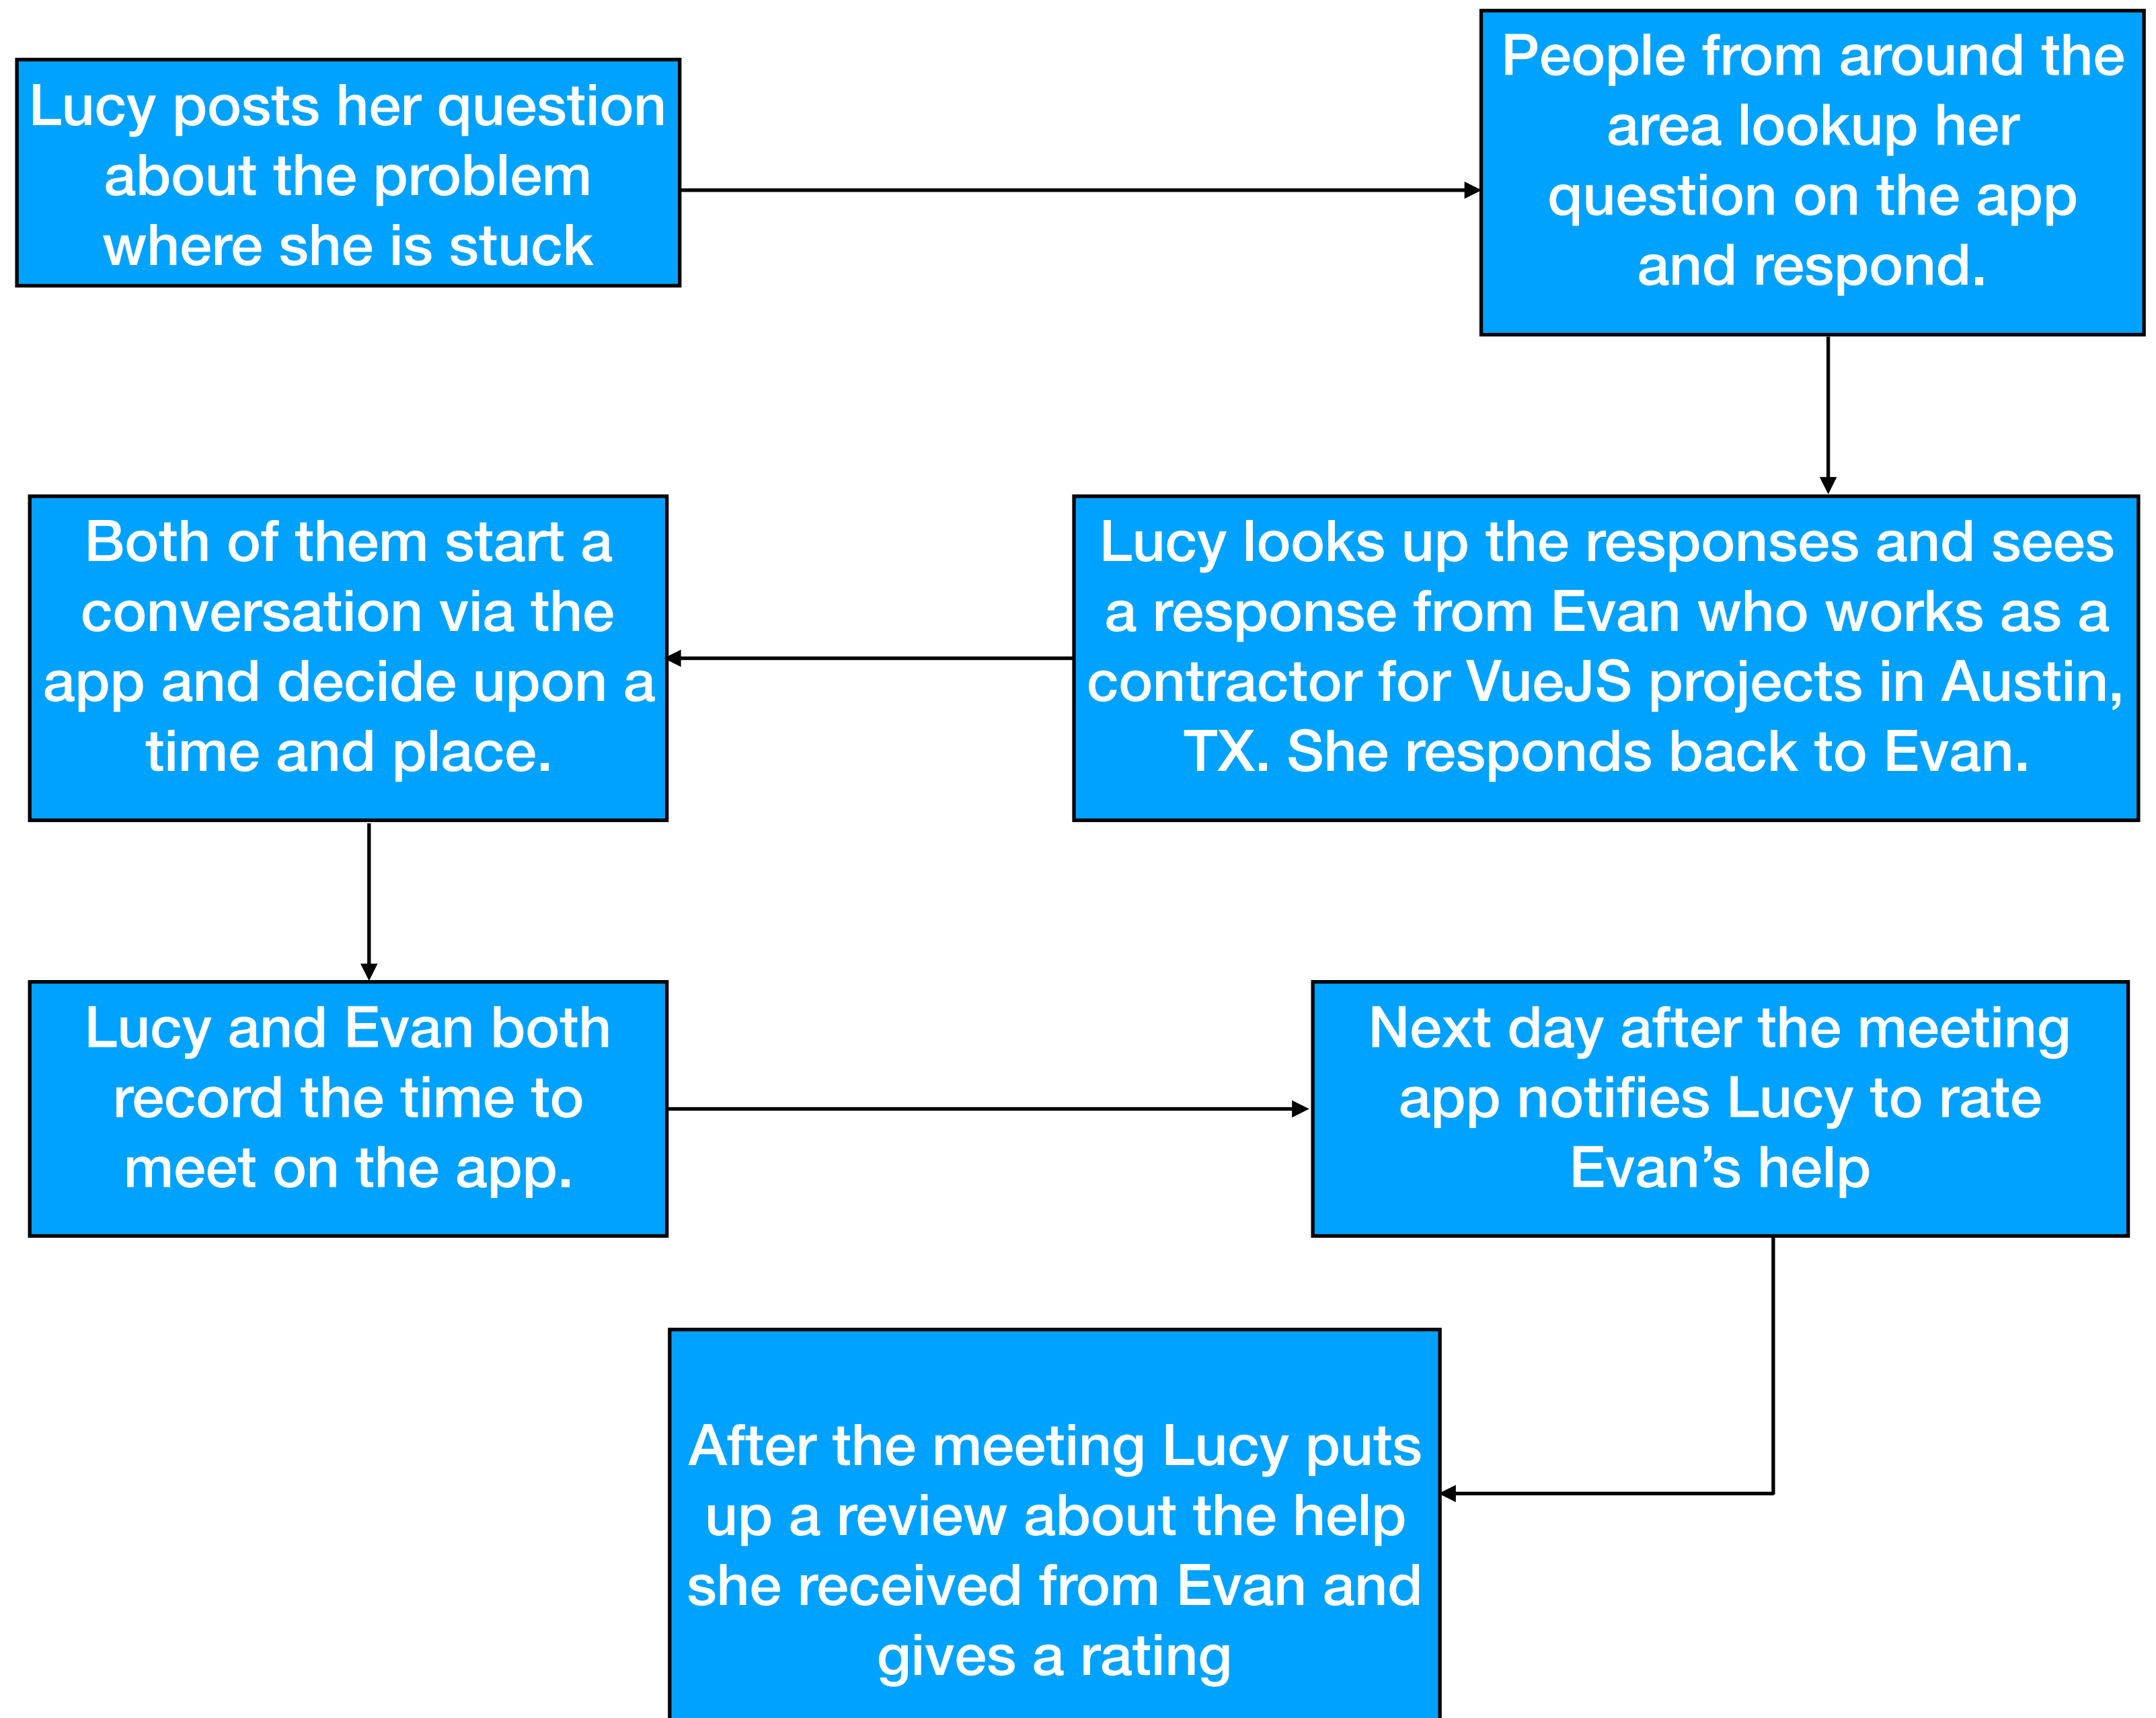 Lucy posts her question
about the problem
where she is stuck
People from around the
area lookup her
question on the app
and respond.
Lucy looks up the responses and sees
a response from Evan who works as a
contractor for VueJS projects in Austin,
TX. She responds back to Evan.
Both of them start a
conversation via the
app and decide upon a
time and place.
Lucy and Evan both
record the time to
meet on the app.
Next day after the meeting
app notifies Lucy to rate
Evan’s help
After the meeting Lucy puts
up a review about the help
she received from Evan and
gives a rating